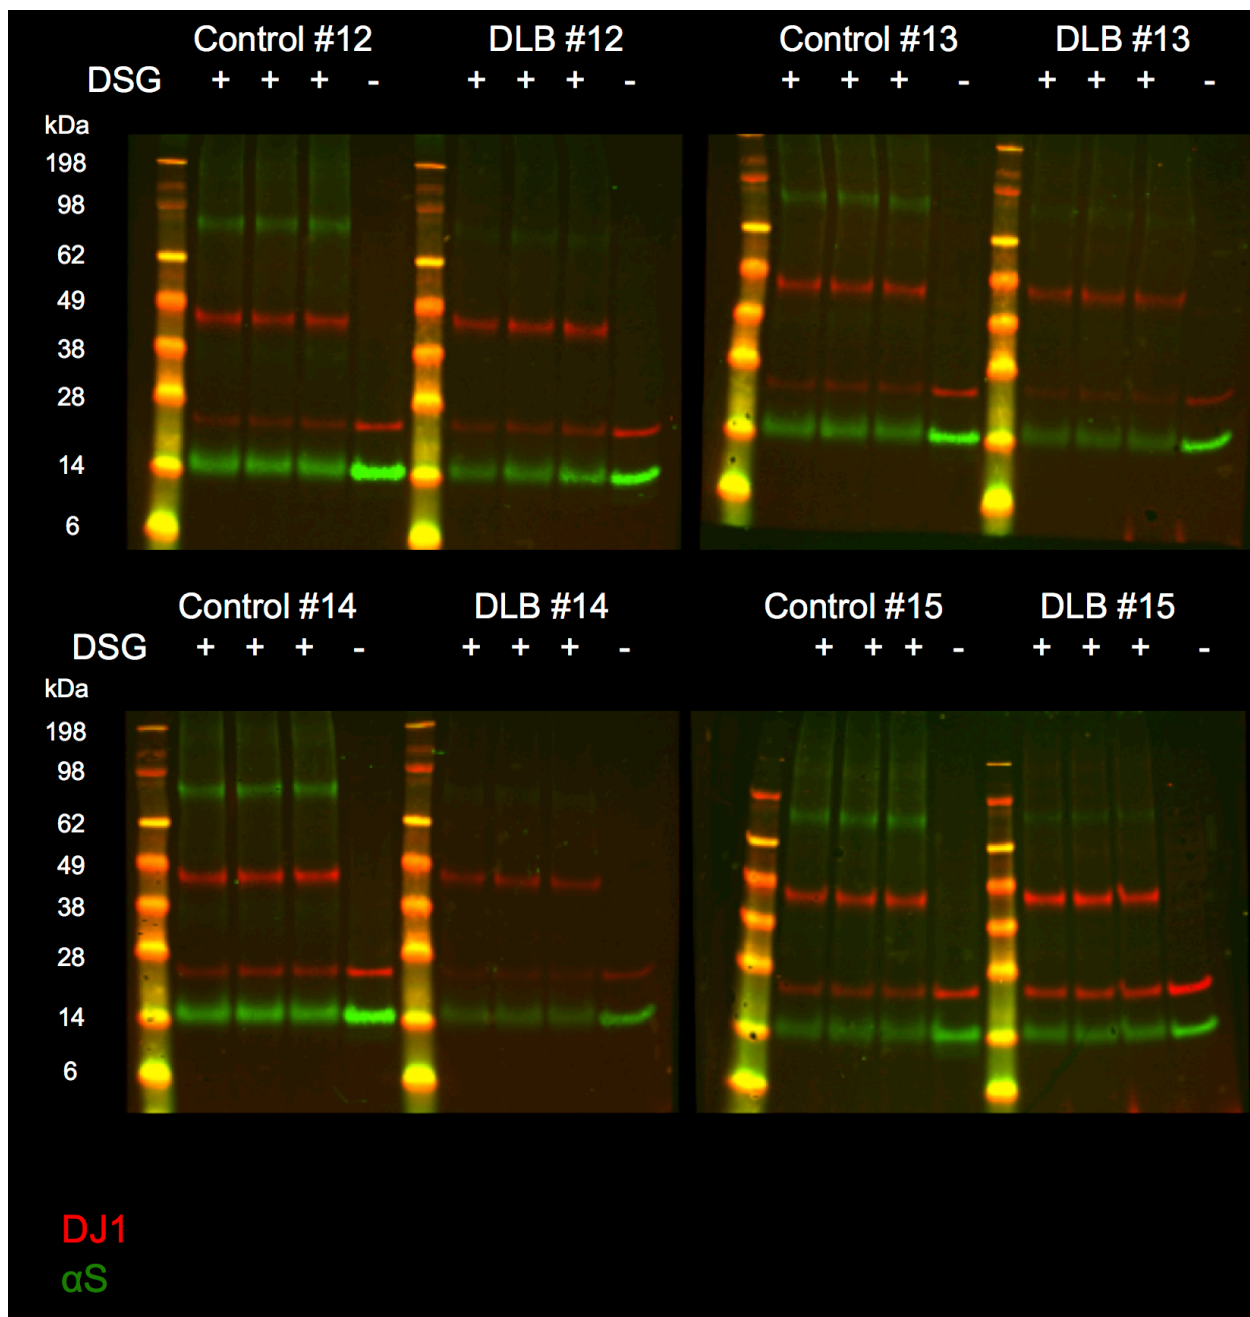 Control #12 DLB #12 Control #13 DLB #13
DSG + + + - + + + - + + + - + + + -
kDa
198
98
62
49
38
28
14
6
Control #14 DLB #14 Control #15 DLB #15
DSG + + + - + + + - + + + - + + + -
kDa
198
98
62
49
38
28
14
6
DJ1
αS